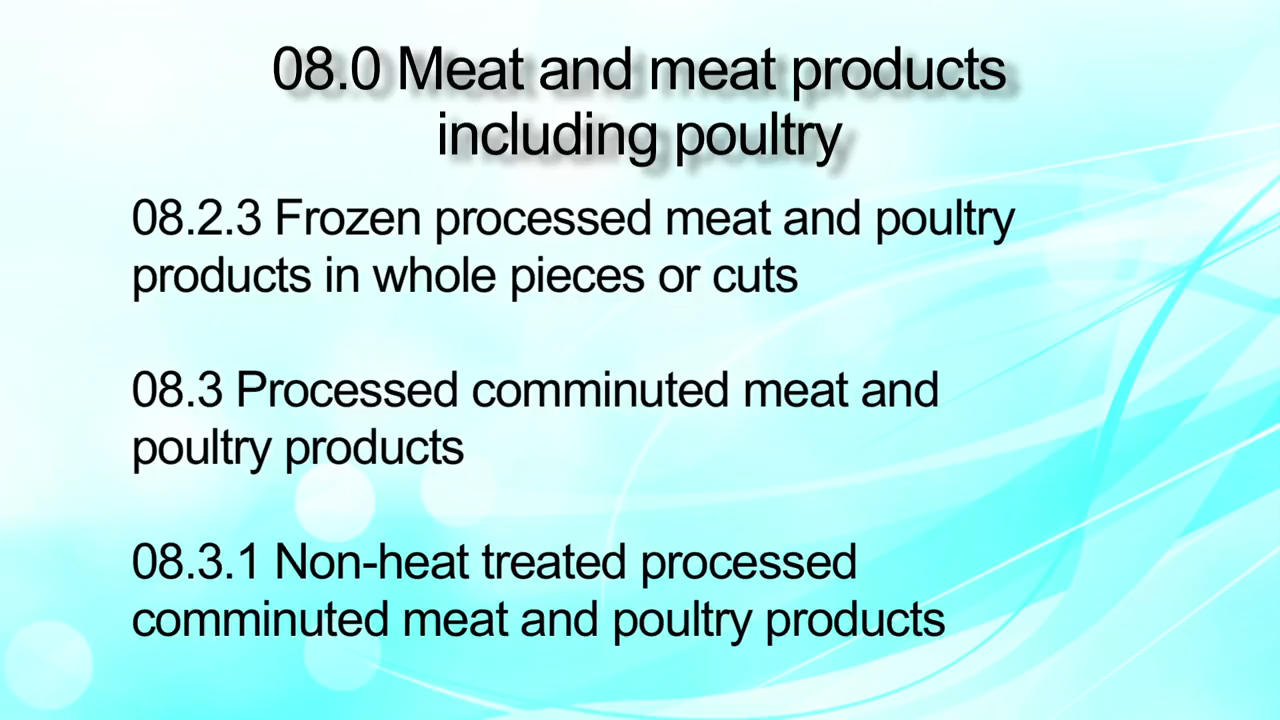 08.0 Meat and meat products
including poultry
08.2.3 Frozen processed meat and poultry
products in whole pieces or cuts
08.3 Processed comminuted meat and
poultry products
08.3.1 Non-heat treated processed
comminuted meat and poultry products